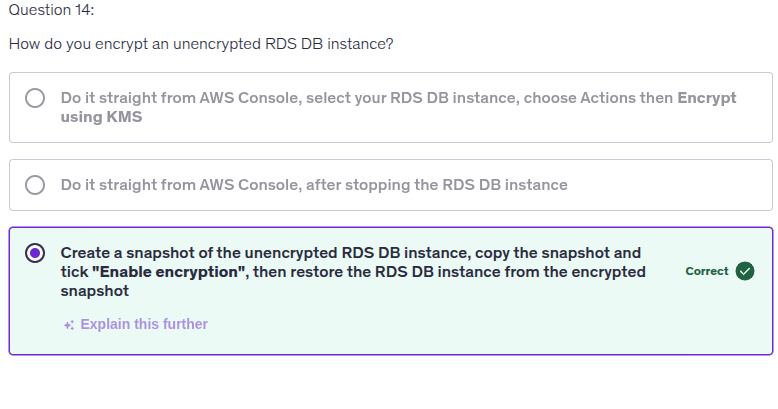 Question 14:
How do you encrypt an unencrypted RDS DB instance?
Do it straight from AWS Console, select your RDS DB instance, choose Actions then Encrypt
using KMS
Do it straight from AWS Console, after stopping the RDS DB instance
Create a snapshot of the unencrypted RDS DB instance, copy the snapshot and
tick "Enable encryption", then restore the RDS DB instance from the encrypted
snapshot
Correct
Explain this further